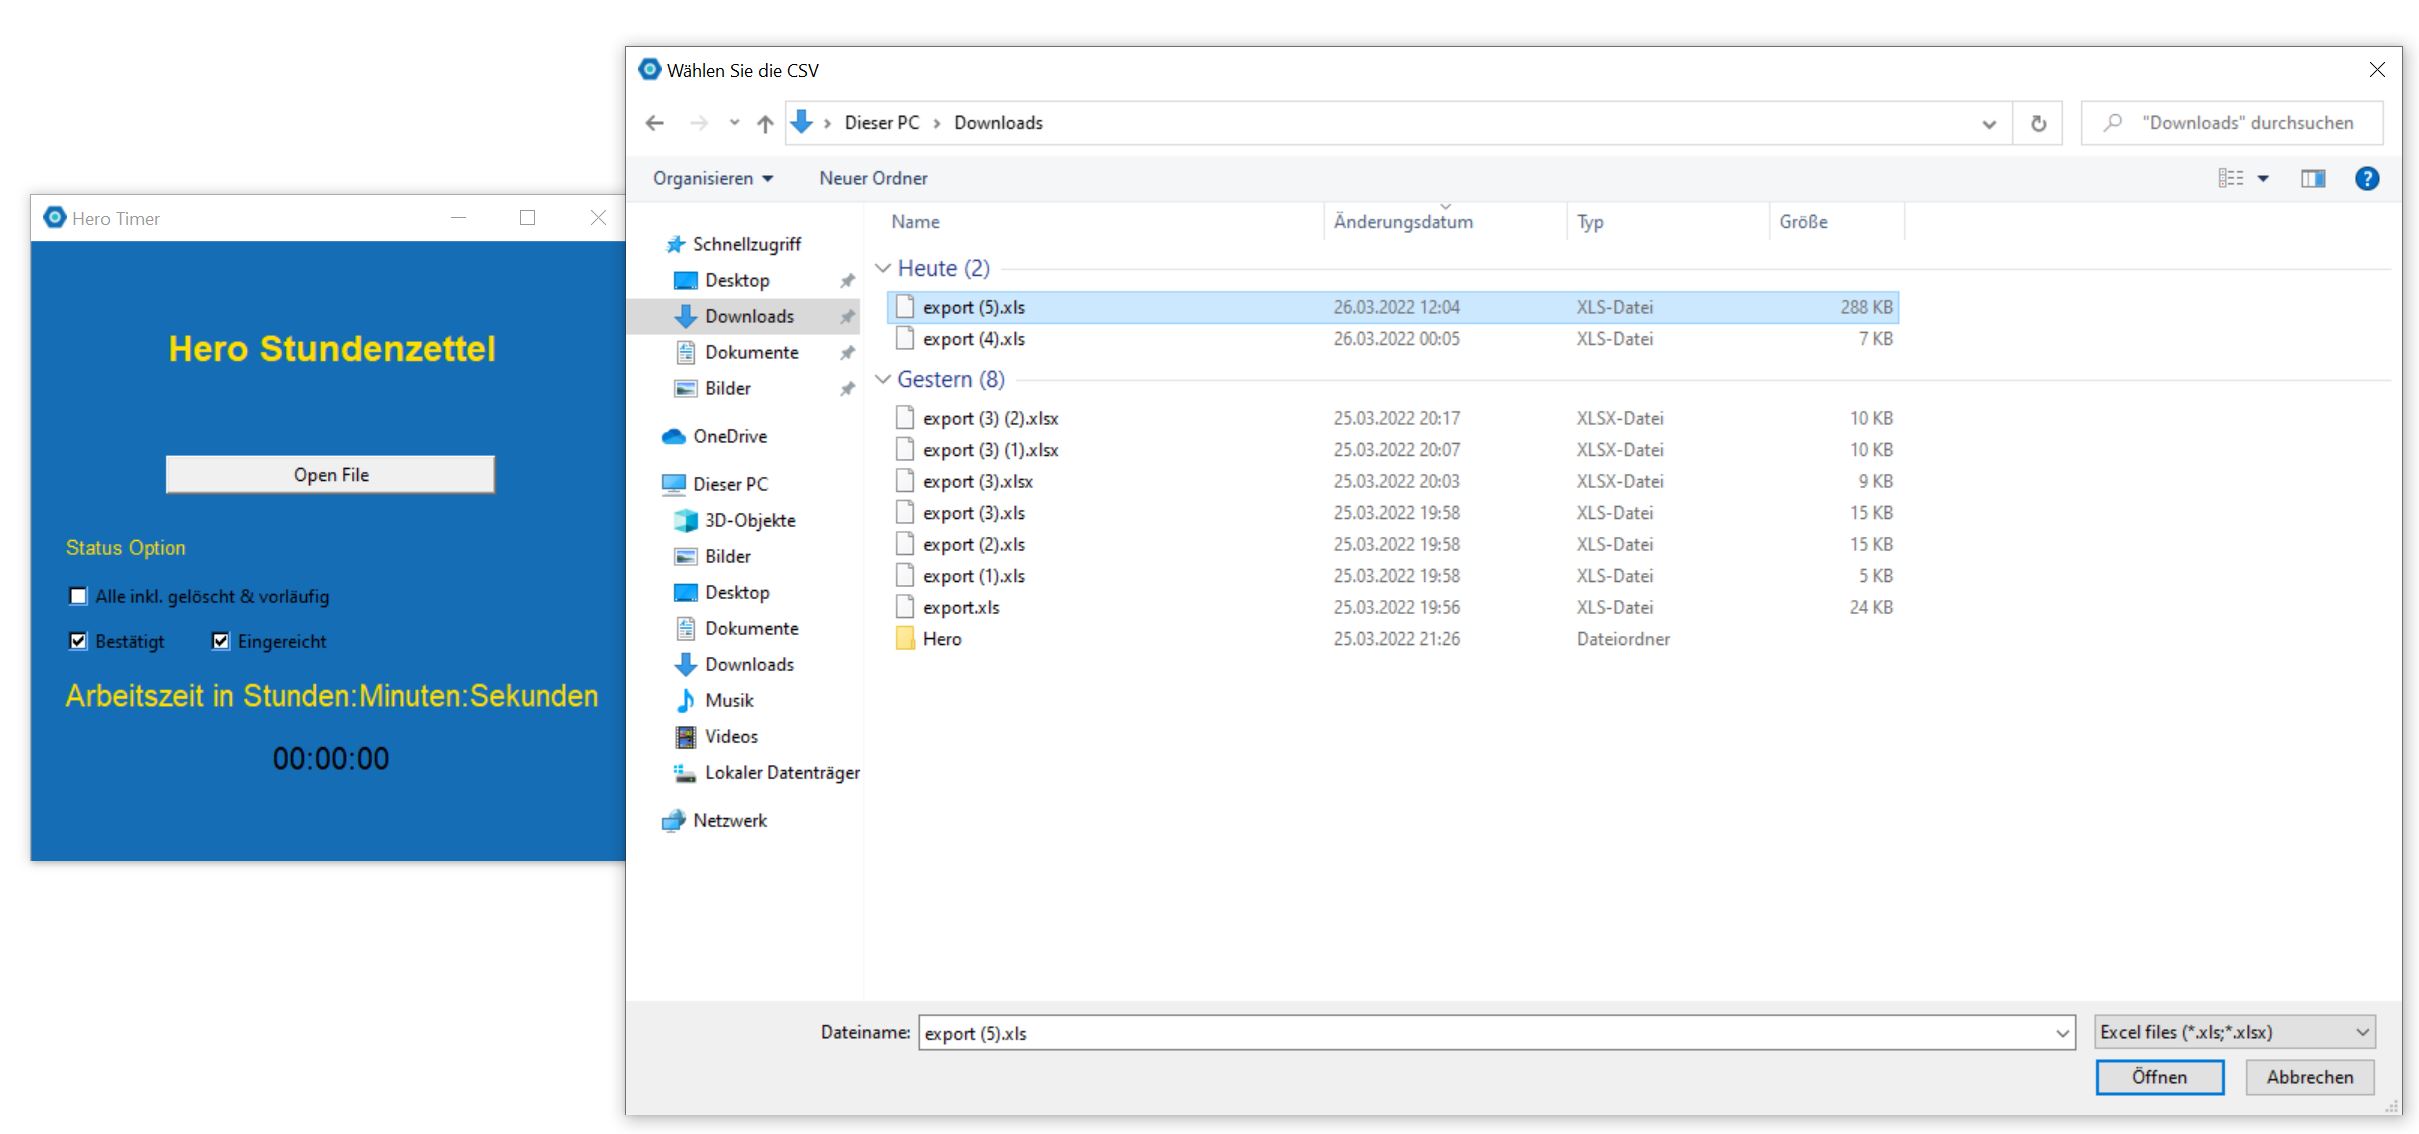 Hero Timer
Hero Stundenzettel
Open File
Status Option
Alle inkl. gelöscht & vorläufig
Bestätigt Eingereicht
Arbeitszeit in Stunden:Minuten:Sekunden
00:00:00
Wählen Sie die CSV
Dieser PC › Downloads
"Downloads" durchsuchen
Organisieren Neuer Ordner
?
Schnellzugriff
Desktop
Downloads
Dokumente
Bilder
OneDrive
Dieser PC
3D-Objekte
Bilder
Desktop
Dokumente
Downloads
Musik
Videos
Lokaler Datenträger
Netzwerk
Name Änderungsdatum Typ Größe
Heute (2)
export (5).xls 26.03.2022 12:04 XLS-Datei 288 KB
export (4).xls 26.03.2022 00:05 XLS-Datei 7 KB
Gestern (8)
export (3) (2).xlsx 25.03.2022 20:17 XLSX-Datei 10 KB
export (3) (1).xlsx 25.03.2022 20:07 XLSX-Datei 10 KB
export (3).xlsx 25.03.2022 20:03 XLSX-Datei 9 KB
export (3).xls 25.03.2022 19:58 XLS-Datei 15 KB
export (2).xls 25.03.2022 19:58 XLS-Datei 15 KB
export (1).xls 25.03.2022 19:58 XLS-Datei 5 KB
export.xls 25.03.2022 19:56 XLS-Datei 24 KB
Hero 25.03.2022 21:26 Dateiordner
Dateiname: export (5).xls Excel files (*.xls;*.xlsx)
Öffnen Abbrechen